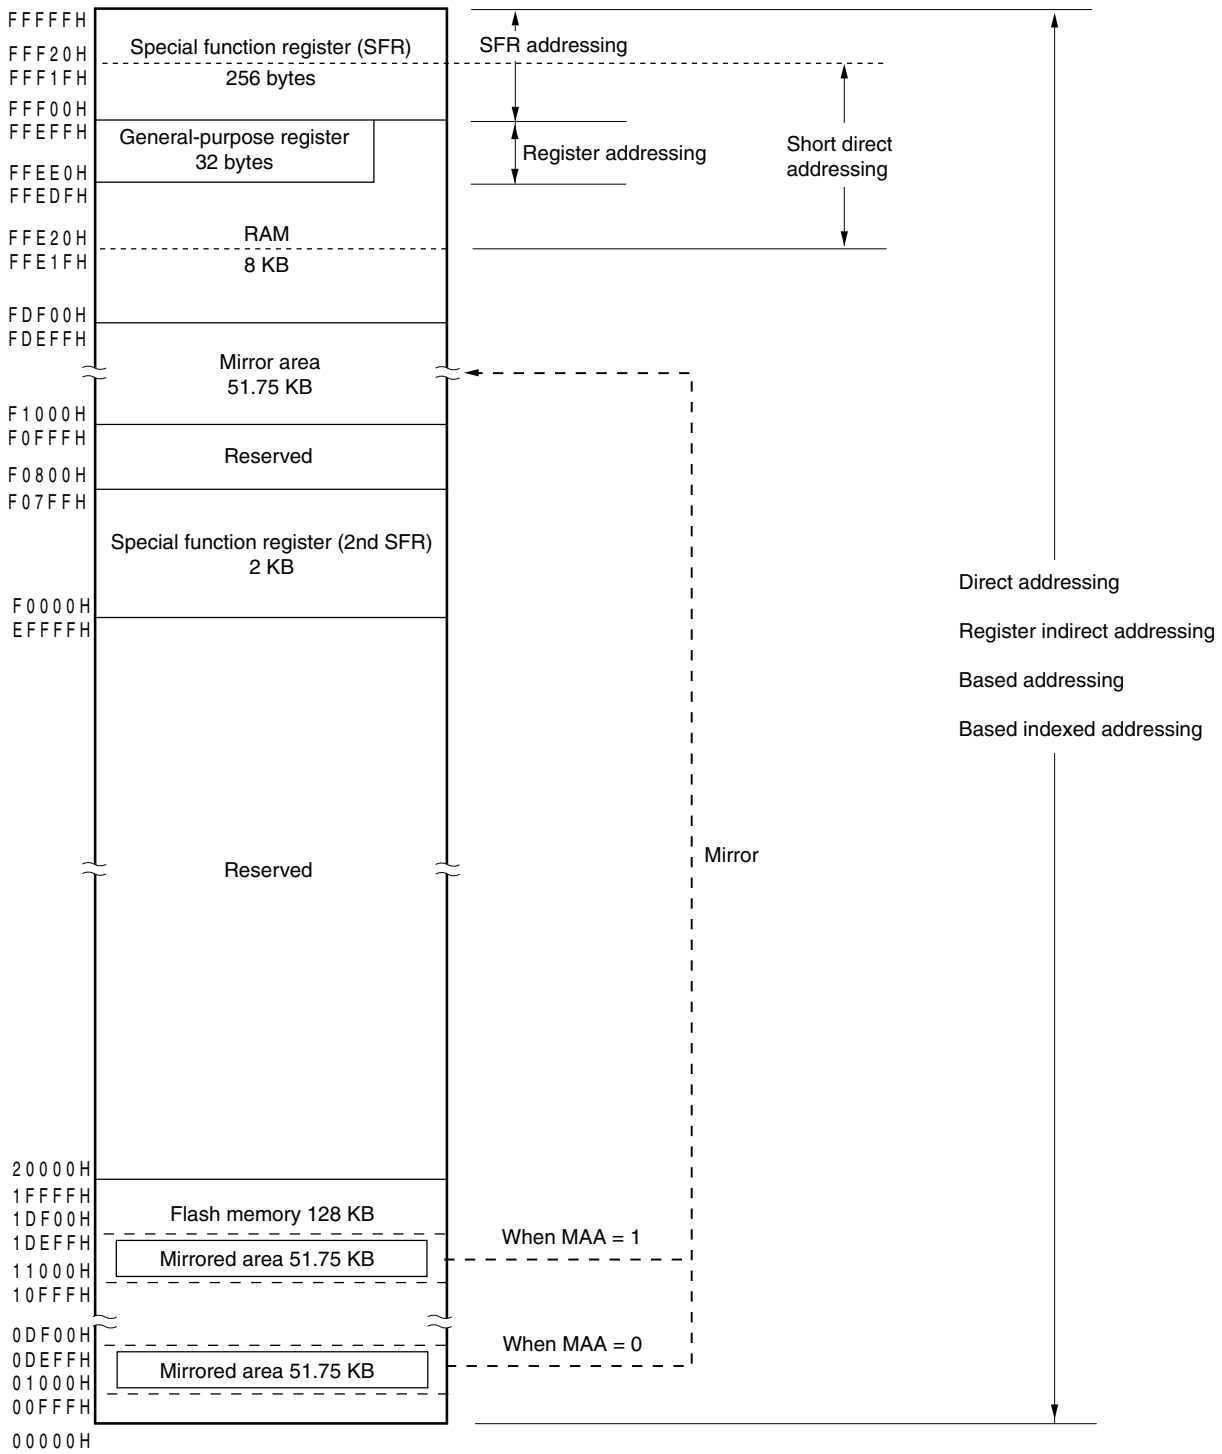 FFFFFH
FFF20H
FFF1FH
FFF00H
FFEFFH
FFEE0H
FFEDFH
FFE20H
FFE1FH
FDF00H
FDEFFH
F1000H
F0FFFH
F0800H
F07FFH
F0000H
EFFFFH
20000H
1FFFFH
1DF00H
1DEFFH
11000H
10FFFH
0DF00H
0DEFFH
01000H
00FFFH
00000H
Special function register (SFR)
256 bytes
General-purpose register
32 bytes
RAM
8 KB
Mirror area
51.75 KB
Reserved
Special function register (2nd SFR)
2 KB
Reserved
Flash memory 128 KB
Mirrored area 51.75 KB
Mirrored area 51.75 KB
SFR addressing
Register addressing
Short direct
addressing
Mirror
When MAA = 1
When MAA = 0
Direct addressing
Register indirect addressing
Based addressing
Based indexed addressing